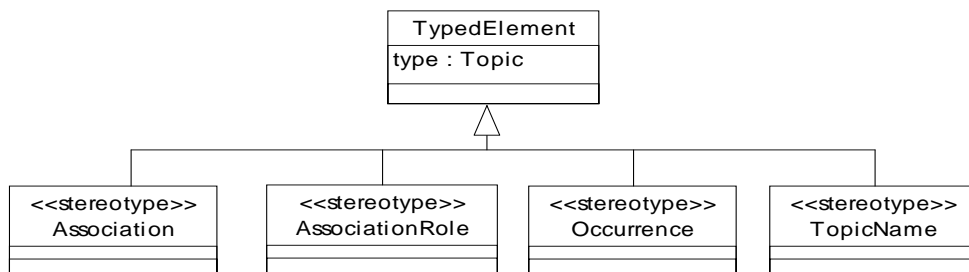 TypedElement
type : Topic
<<stereotype>>
Association
<<stereotype>>
AssociationRole
<<stereotype>>
Occurrence
<<stereotype>>
TopicName